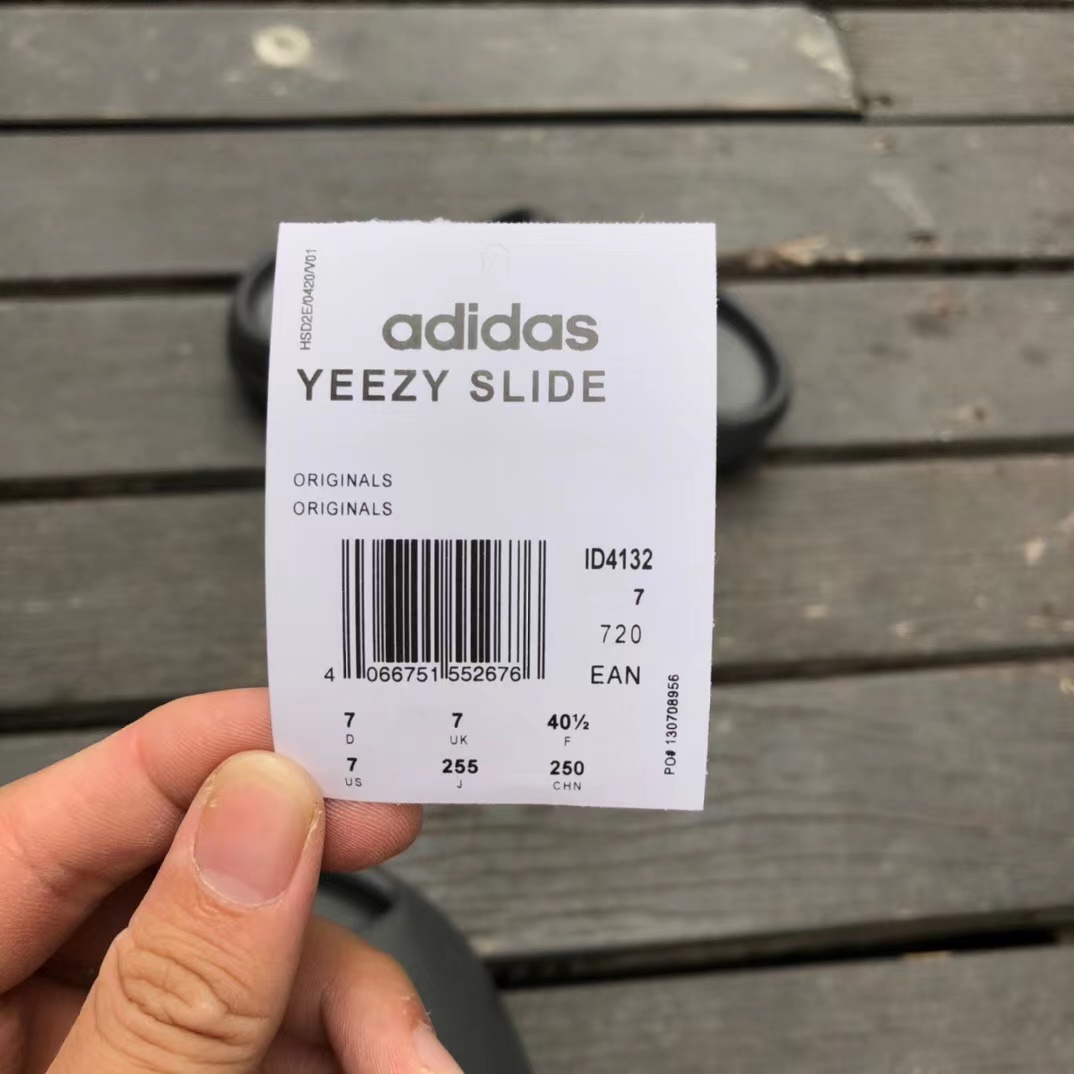 HSD2E/0420/V01
adidas
YEEZY SLIDE
ORIGINALS
ORIGINALS
ID4132
7
720
EAN
4 066751 552676
7 7 40½
D UK F
7 255 250
US J CHN
PO# 130708956